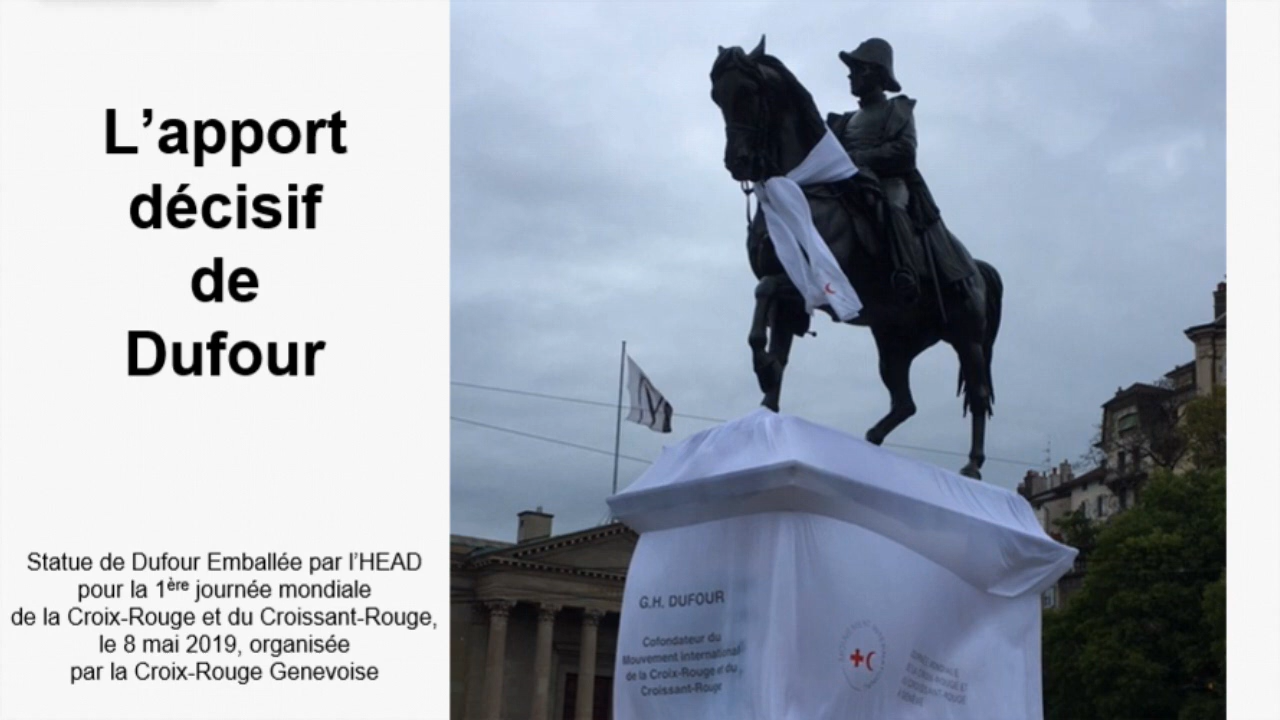 L’apport
décisif
de
Dufour
Statue de Dufour Emballée par l’HEAD
pour la 1ère journée mondiale
de la Croix-Rouge et du Croissant-Rouge,
le 8 mai 2019, organisée
par la Croix-Rouge Genevoise
G.H. DUFOUR
Cofondateur du
Mouvement International
de la Croix-Rouge et du
Croissant-Rouge